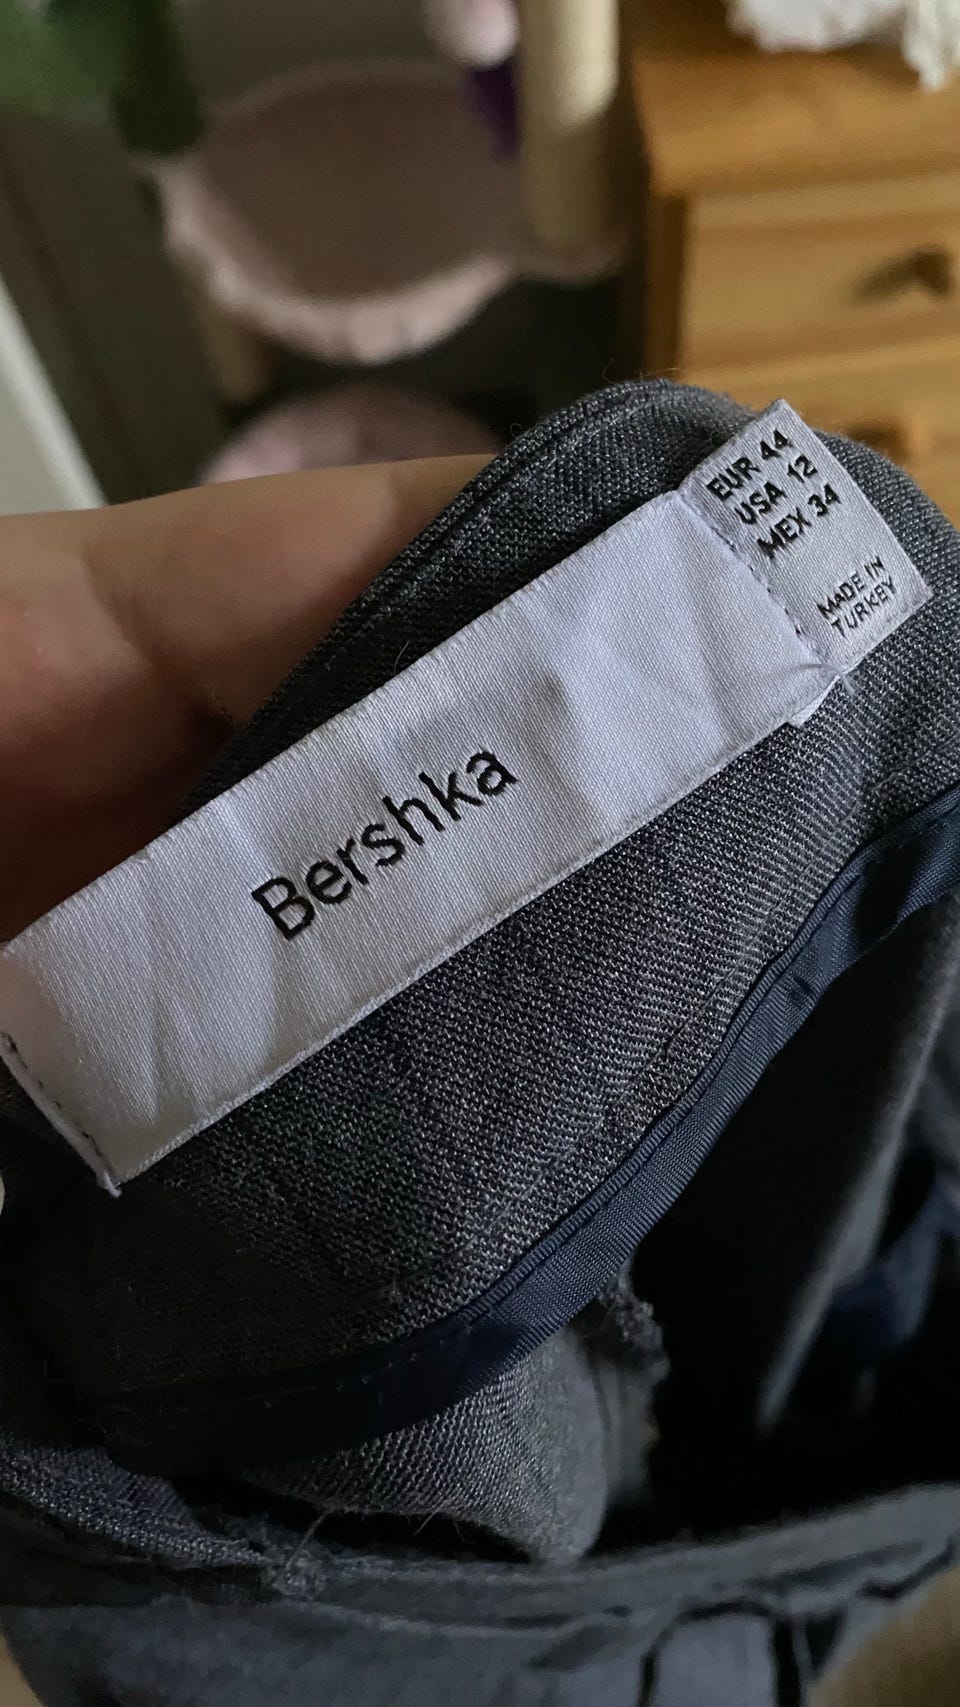 Bershka
EUR 44
USA 12
MEX 34
MADE IN
TURKEY